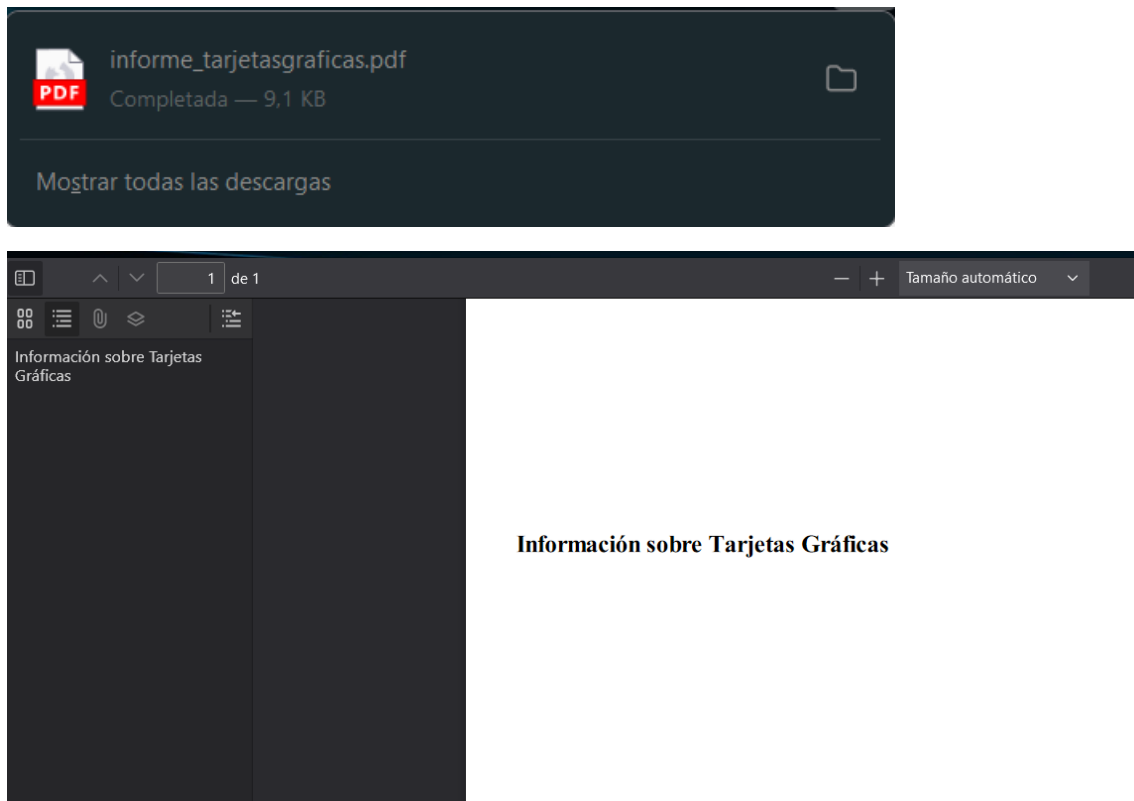 informe_tarjetasgraficas.pdf
PDF
Completada — 9,1 KB
Mostrar todas las descargas
1 de 1
Tamaño automático
Información sobre Tarjetas
Gráficas
Información sobre Tarjetas Gráficas